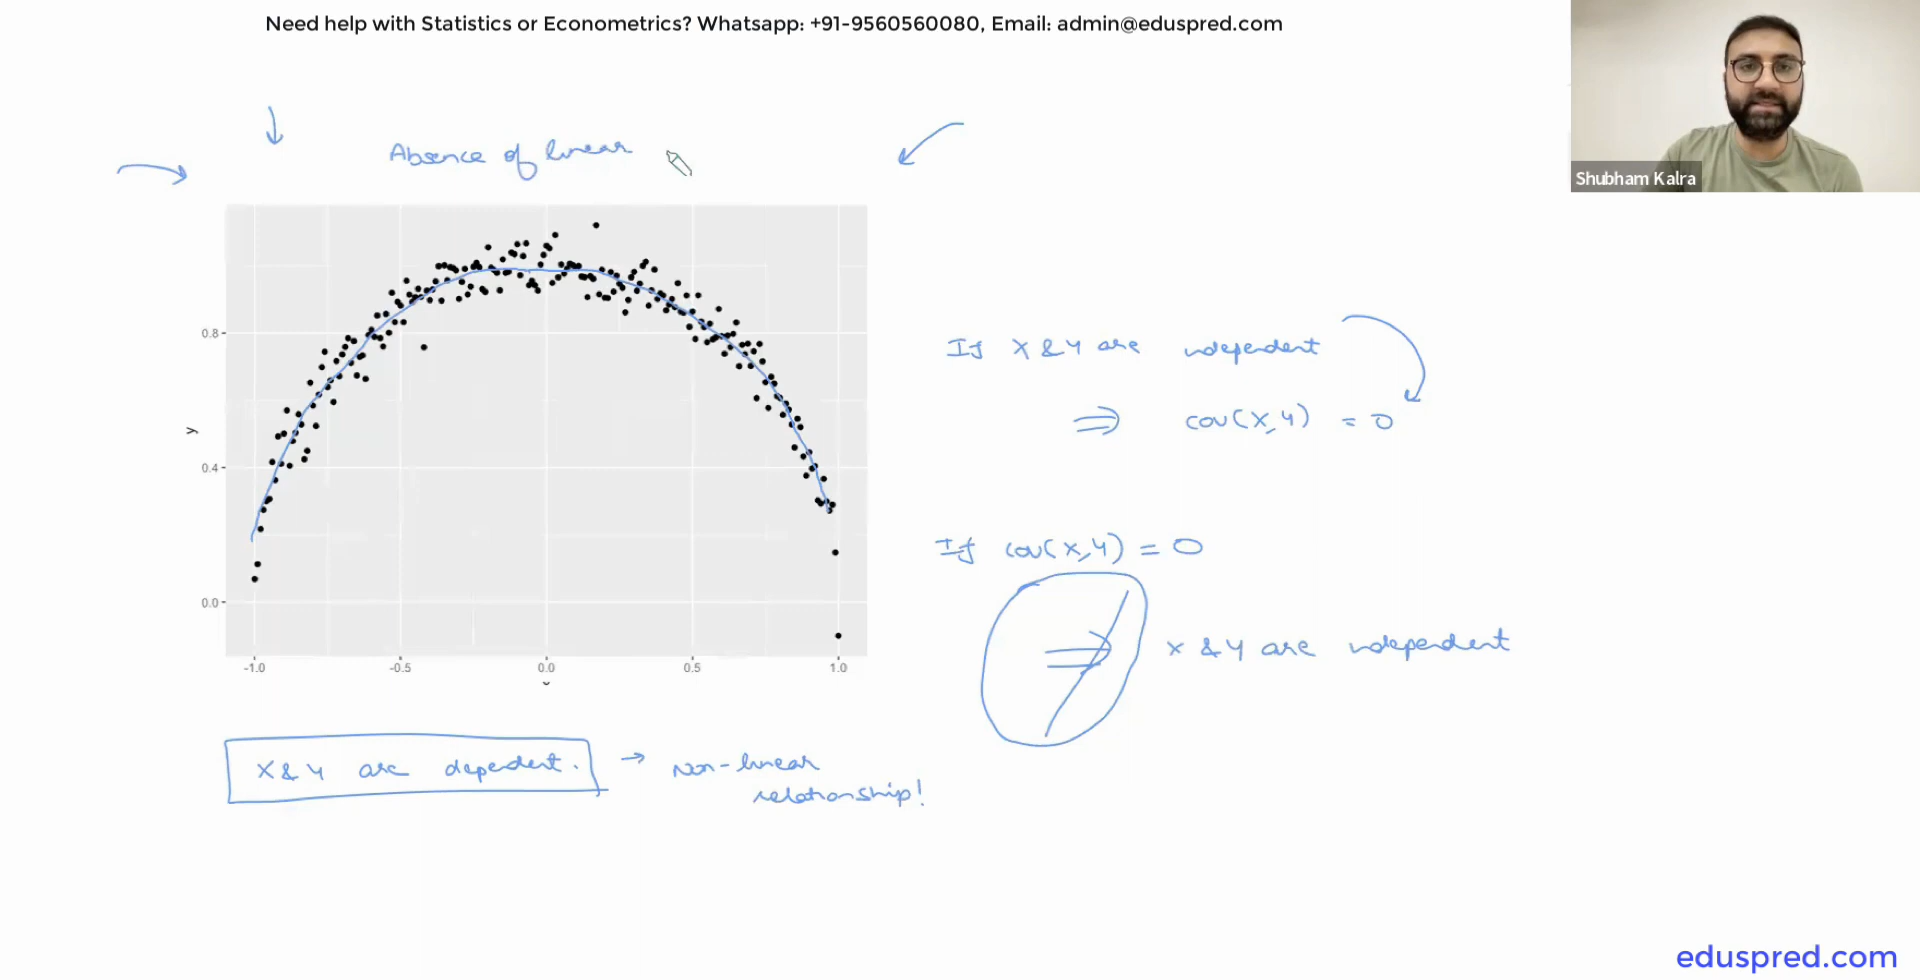 Need help with Statistics or Econometrics? Whatsapp: +91-9560560080, Email: admin@eduspred.com
Shubham Kalra
Absence of linear
0.8
0.4
0.0
y
-1.0 -0.5 0.0 0.5 1.0
If X & Y are independent
⇒ cov(X,Y) = 0
If cov(X,Y) = 0
⇏ X & Y are independent
X & Y are dependent. → Non-linear
relationship!
eduspred.com